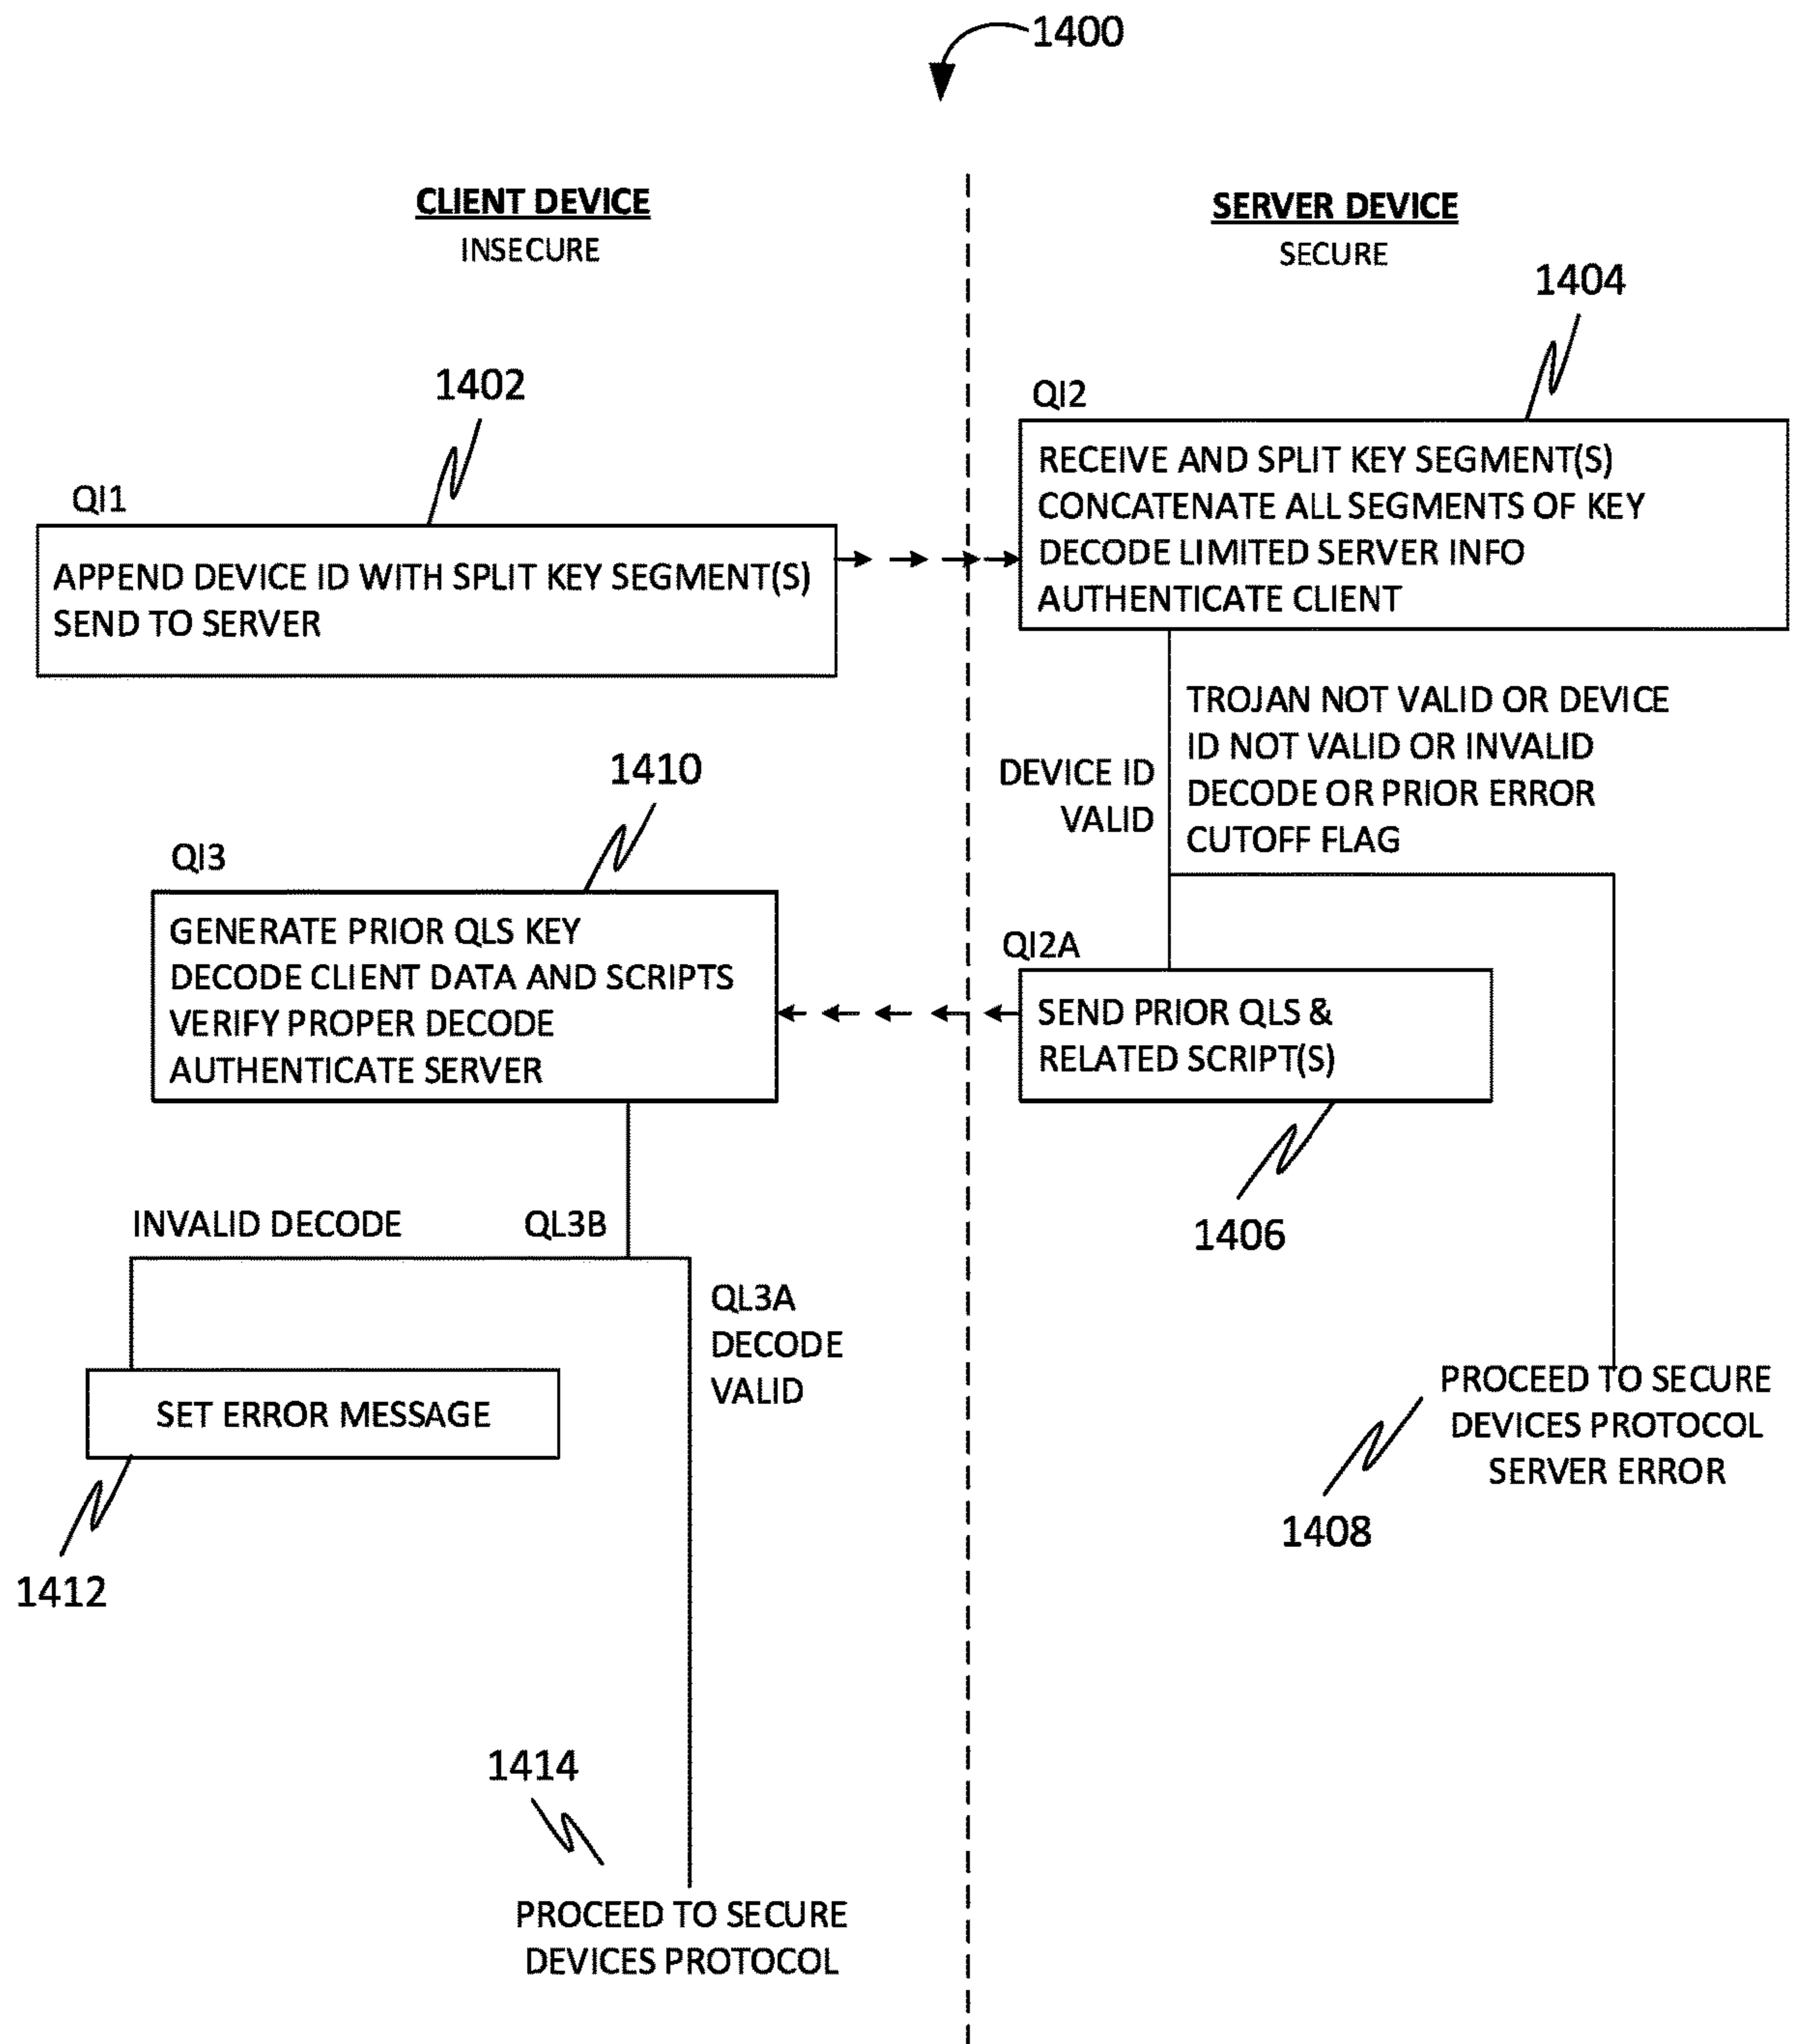 1400
CLIENT DEVICE
INSECURE
SERVER DEVICE
SECURE
1404
1402
QI2
RECEIVE AND SPLIT KEY SEGMENT(S)
CONCATENATE ALL SEGMENTS OF KEY
DECODE LIMITED SERVER INFO
AUTHENTICATE CLIENT
QI1
APPEND DEVICE ID WITH SPLIT KEY SEGMENT(S)
SEND TO SERVER
DEVICE ID
VALID
TROJAN NOT VALID OR DEVICE
ID NOT VALID OR INVALID
DECODE OR PRIOR ERROR
CUTOFF FLAG
1410
QI3
GENERATE PRIOR QLS KEY
DECODE CLIENT DATA AND SCRIPTS
VERIFY PROPER DECODE
AUTHENTICATE SERVER
QI2A
SEND PRIOR QLS &
RELATED SCRIPT(S)
1406
INVALID DECODE
QL3B
QL3A
DECODE
VALID
SET ERROR MESSAGE
1412
PROCEED TO SECURE
DEVICES PROTOCOL
SERVER ERROR
1408
1414
PROCEED TO SECURE
DEVICES PROTOCOL